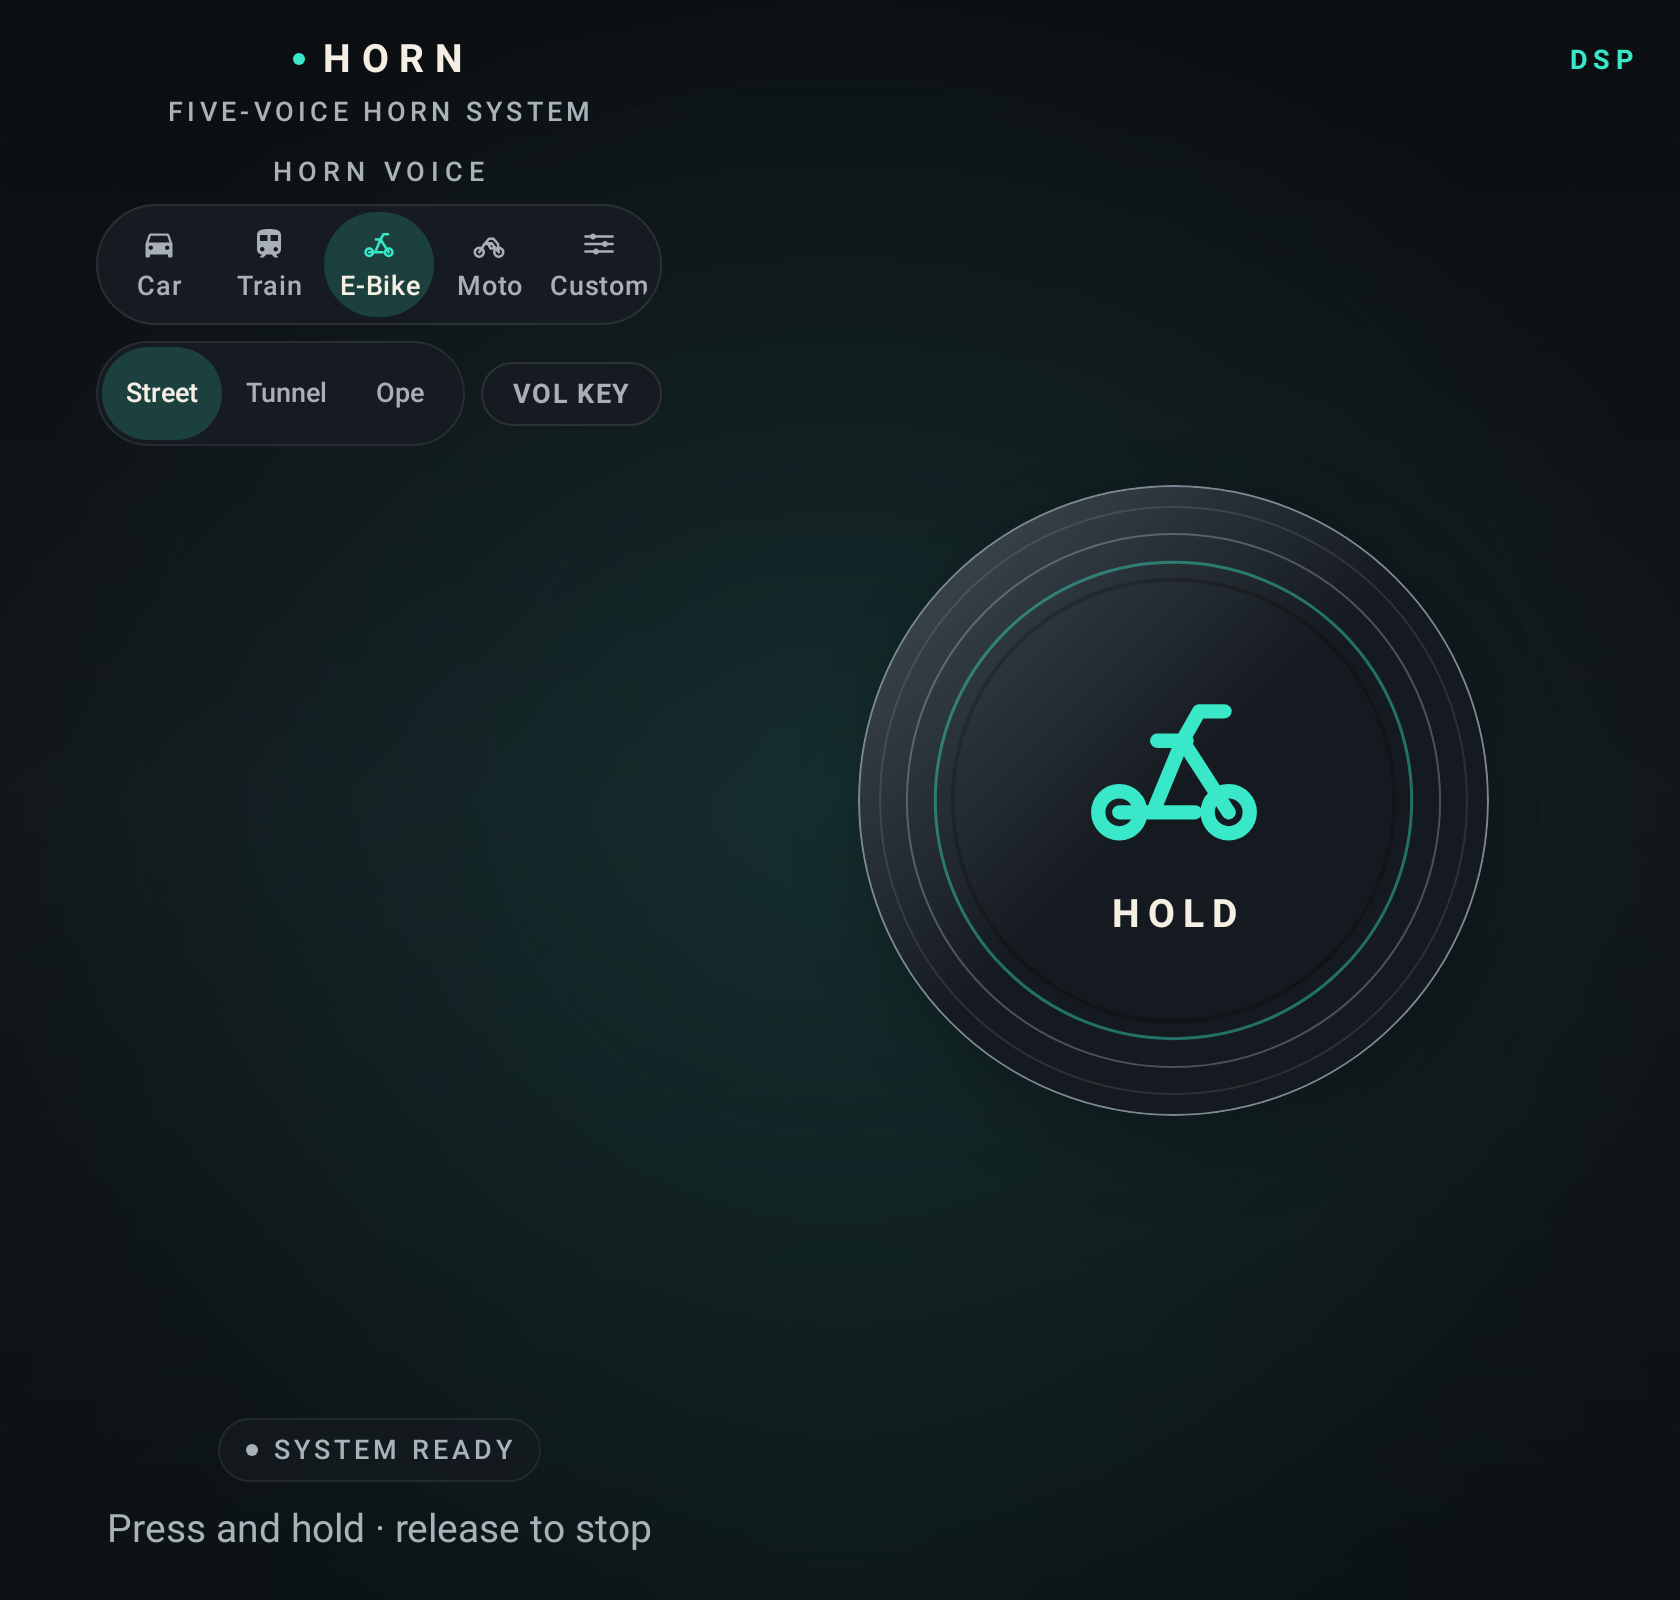 HORN
DSP
FIVE-VOICE HORN SYSTEM
HORN VOICE
Car Train E-Bike Moto Custom
Street Tunnel Ope VOL KEY
HOLD
SYSTEM READY
Press and hold · release to stop